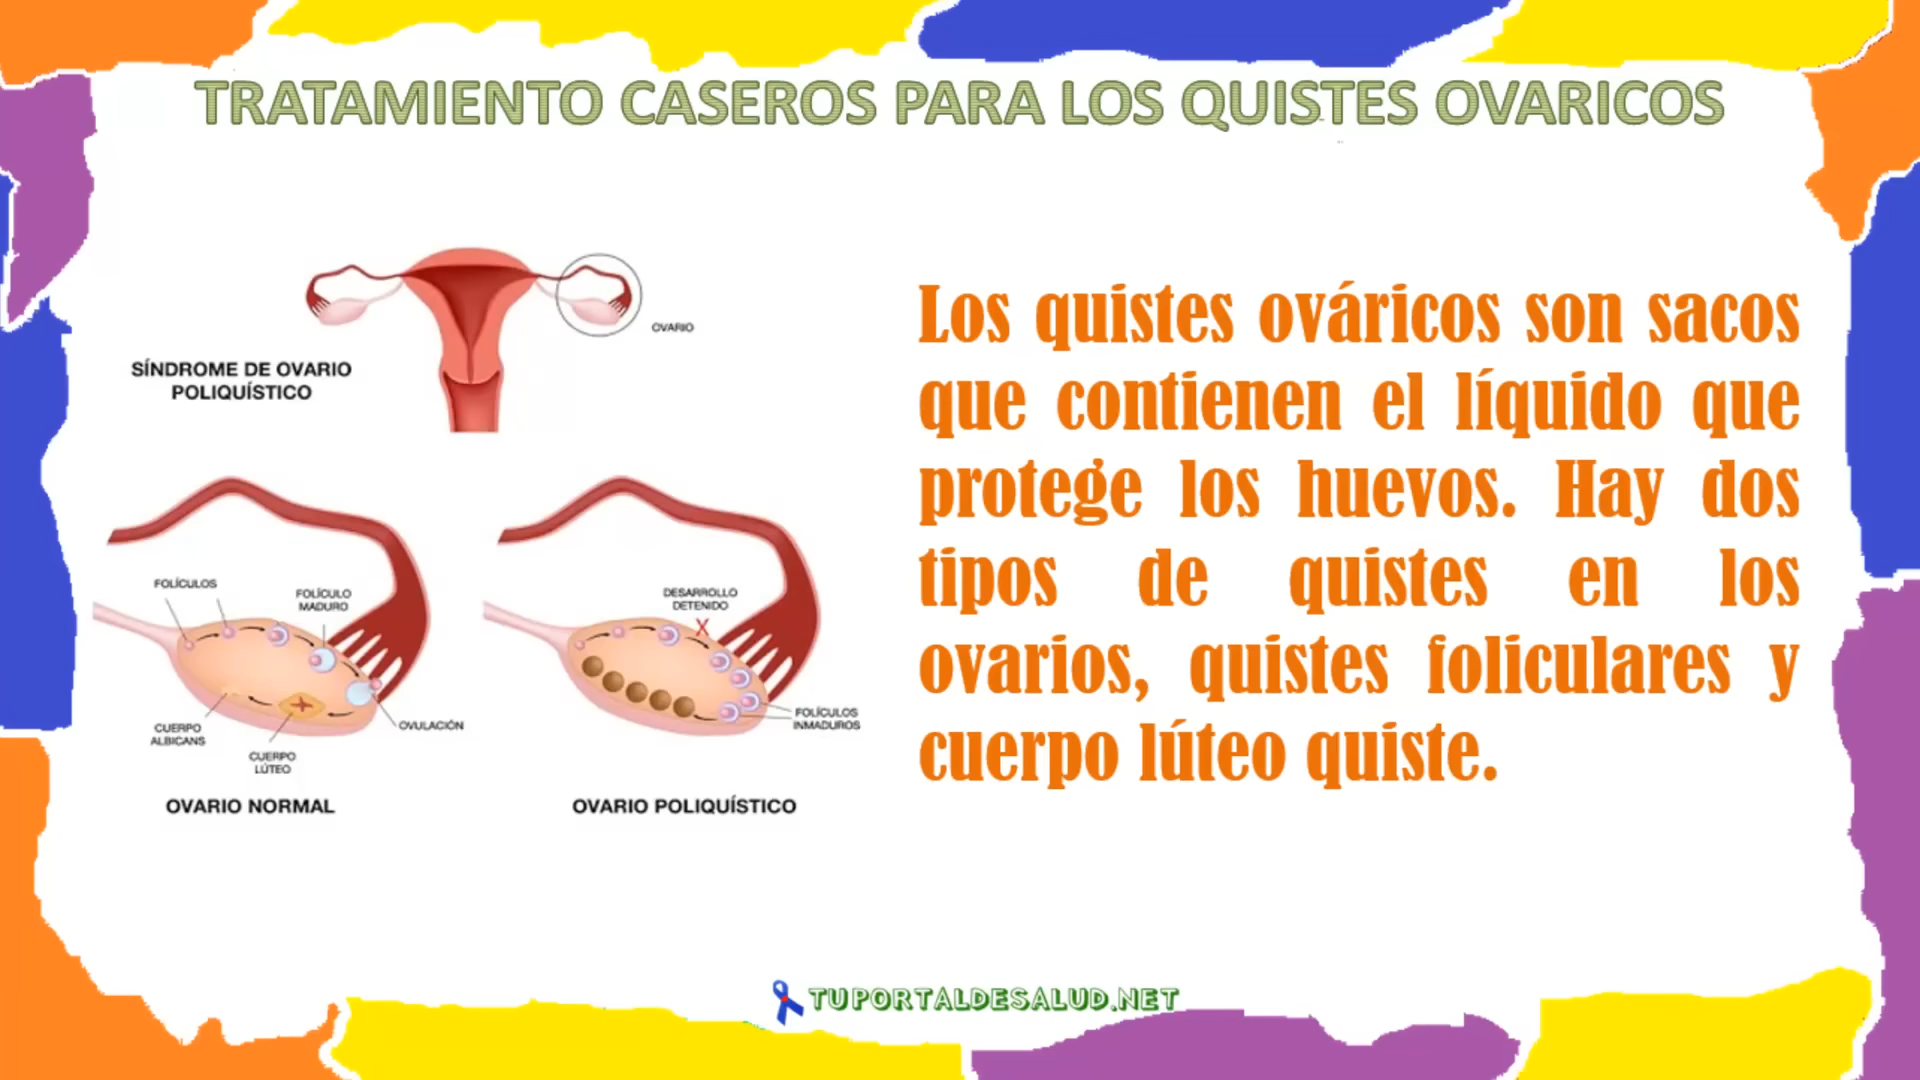 TRATAMIENTO CASEROS PARA LOS QUISTES OVARICOS
OVARIO
SÍNDROME DE OVARIO
POLIQUÍSTICO
FOLÍCULOS
FOLÍCULO
MADURO
CUERPO
ALBICANS
CUERPO
LÚTEO
OVULACIÓN
OVARIO NORMAL
DESARROLLO
DETENIDO
X
FOLÍCULOS
INMADUROS
OVARIO POLIQUÍSTICO
Los quistes ováricos son sacos
que contienen el líquido que
protege los huevos. Hay dos
tipos de quistes en los
ovarios, quistes foliculares y
cuerpo lúteo quiste.
TUPORTALDESALUD.NET